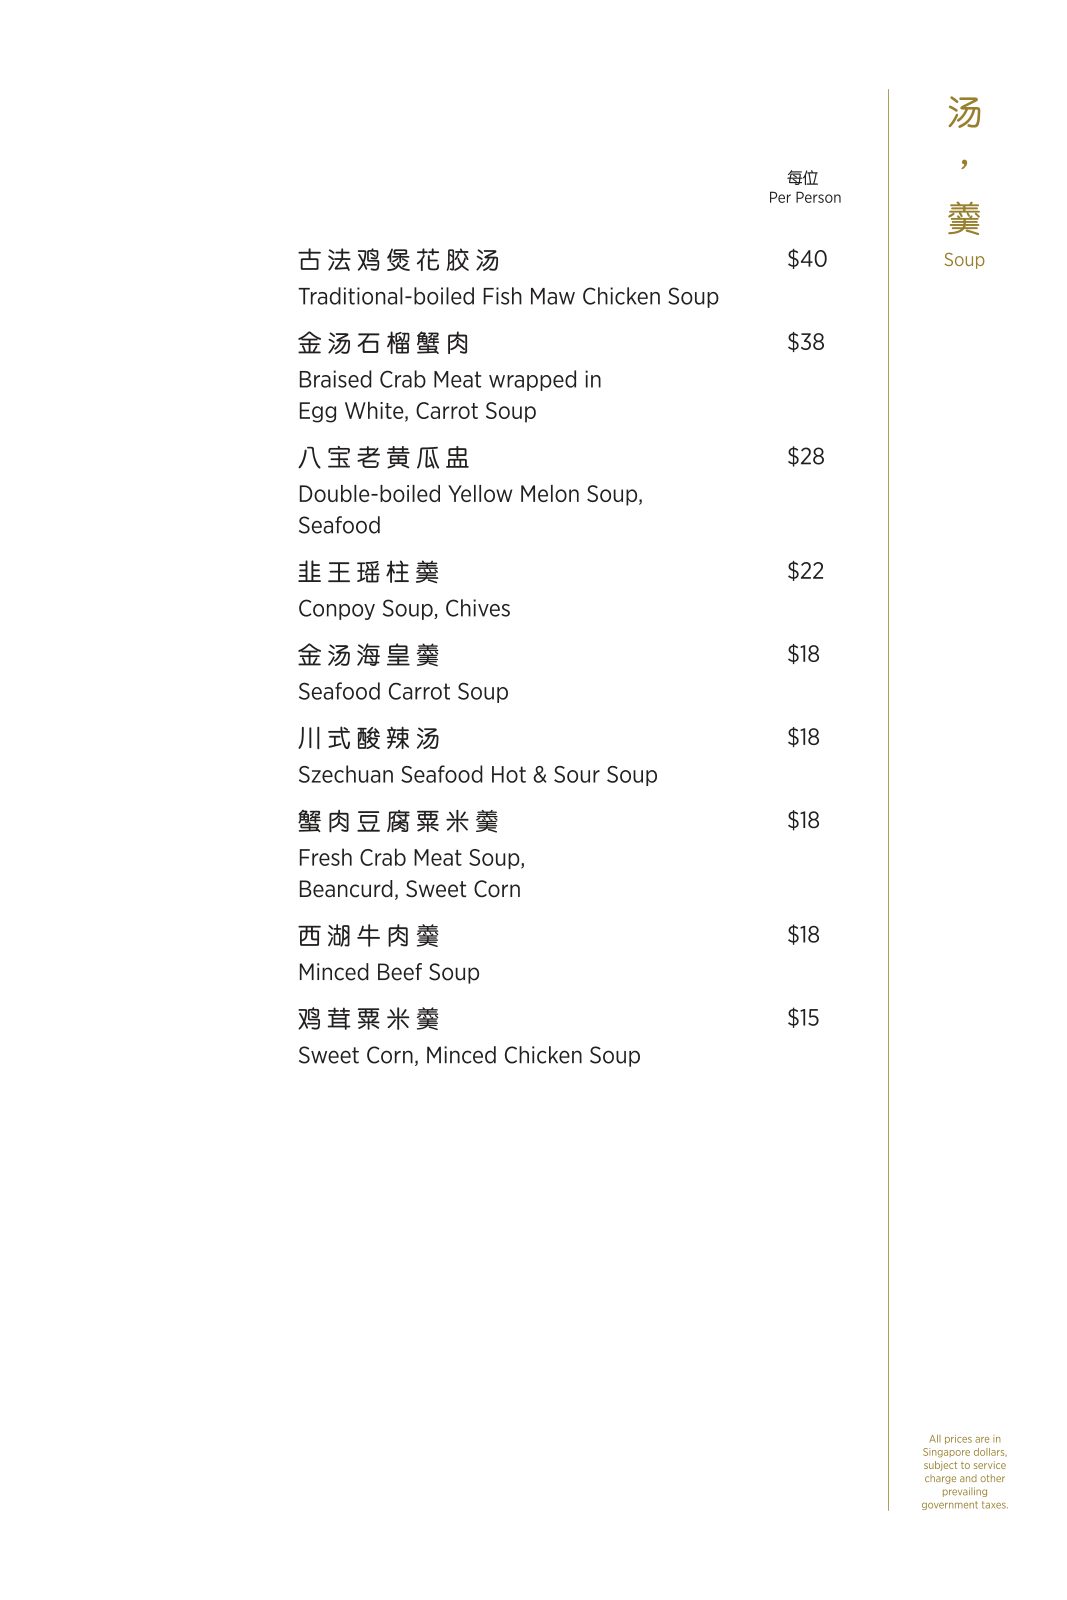 汤
，
羹
Soup
每位
Per Person
古法鸡煲花胶汤 $40
Traditional-boiled Fish Maw Chicken Soup
金汤石榴蟹肉 $38
Braised Crab Meat wrapped in
Egg White, Carrot Soup
八宝老黄瓜盅 $28
Double-boiled Yellow Melon Soup,
Seafood
韭王瑶柱羹 $22
Conpoy Soup, Chives
金汤海皇羹 $18
Seafood Carrot Soup
川式酸辣汤 $18
Szechuan Seafood Hot & Sour Soup
蟹肉豆腐粟米羹 $18
Fresh Crab Meat Soup,
Beancurd, Sweet Corn
西湖牛肉羹 $18
Minced Beef Soup
鸡茸粟米羹 $15
Sweet Corn, Minced Chicken Soup
All prices are in
Singapore dollars,
subject to service
charge and other
prevailing
government taxes.